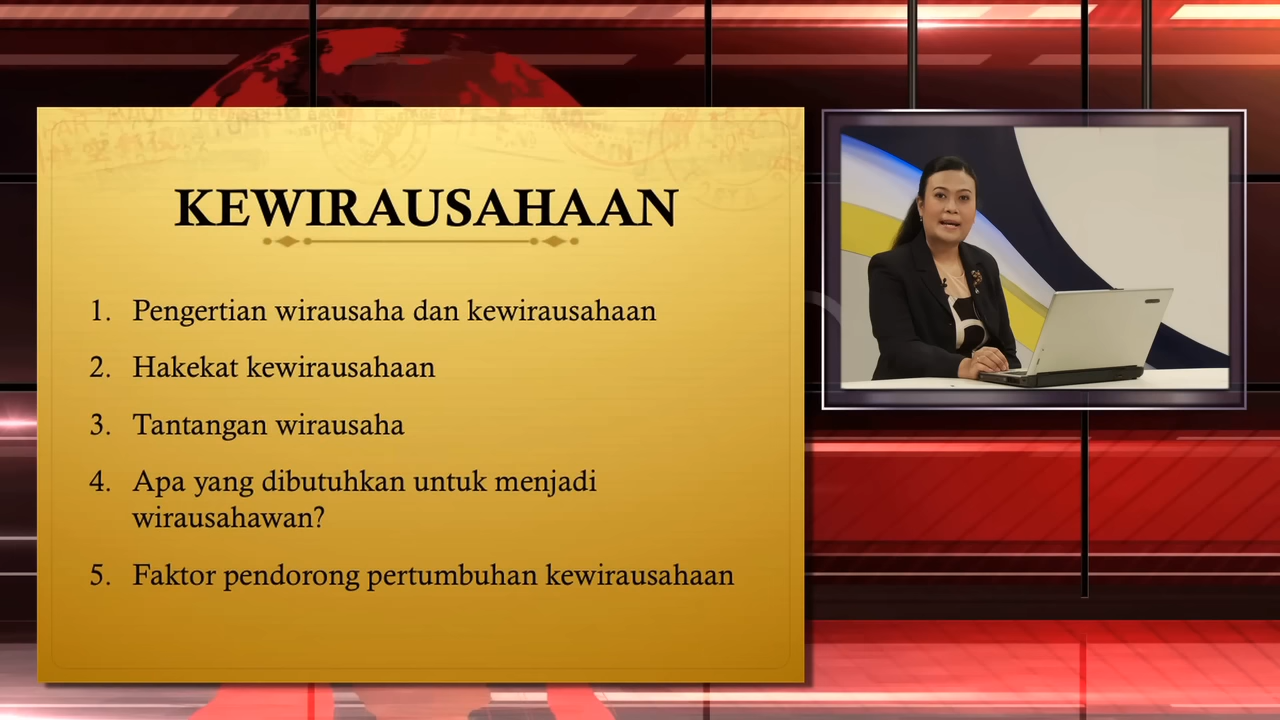 KEWIRAUSAHAAN
1. Pengertian wirausaha dan kewirausahaan
2. Hakekat kewirausahaan
3. Tantangan wirausaha
4. Apa yang dibutuhkan untuk menjadi
wirausahawan?
5. Faktor pendorong pertumbuhan kewirausahaan